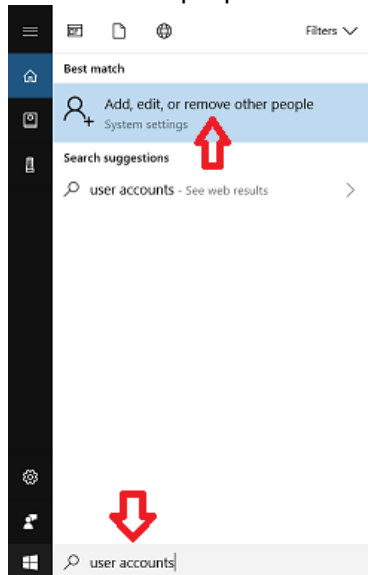 Filters
Best match
Add, edit, or remove other people
System settings
Search suggestions
user accounts - See web results
user accounts